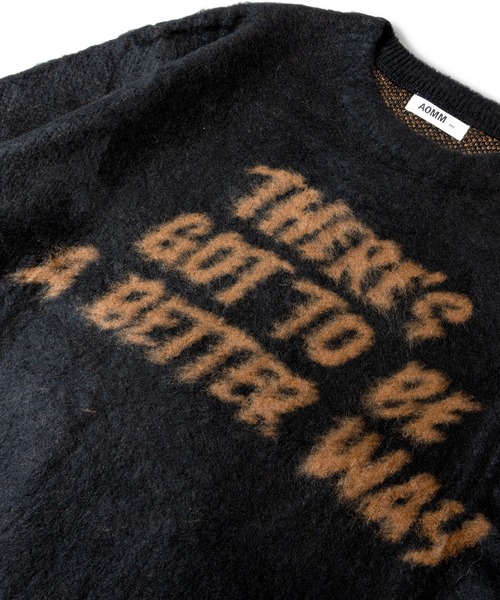 AOMM
THERE'S
GOT TO BE
A BETTER WAY